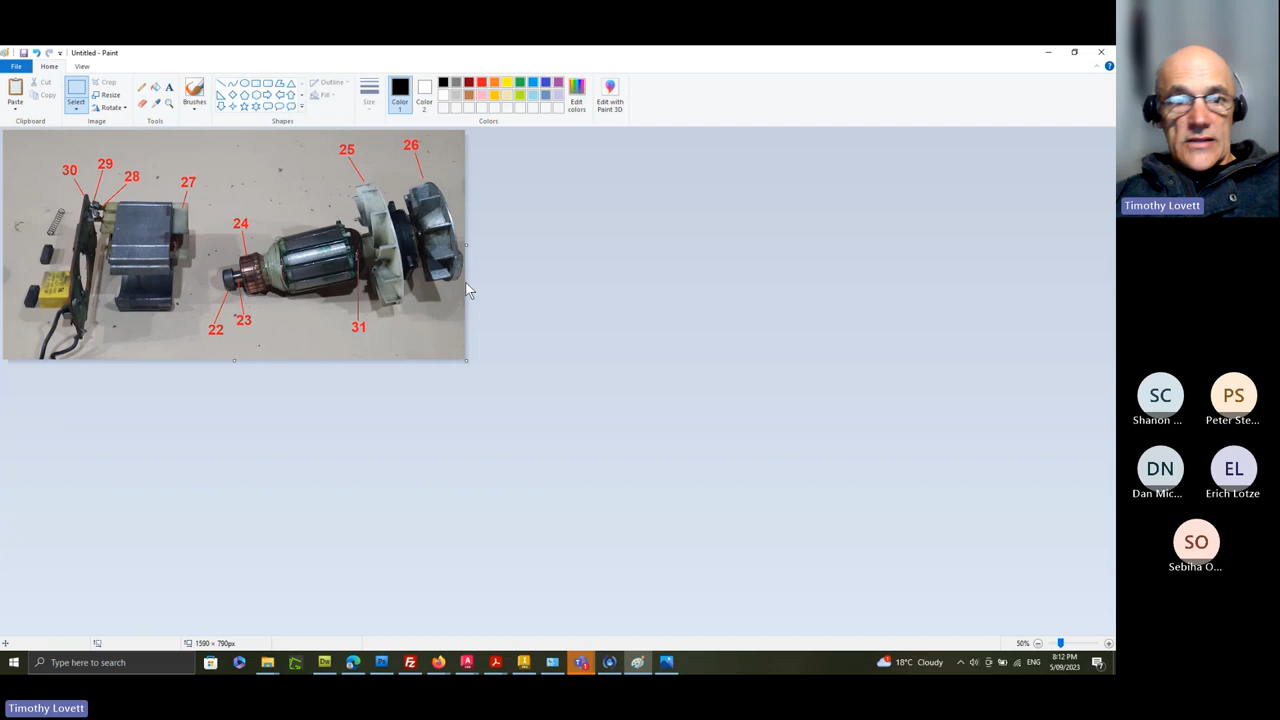 Untitled - Paint
File Home View
Paste
Cut
Copy
Clipboard
Select
Crop
Resize
Rotate
Image
Tools
Brushes
Outline
Fill
Shapes
Size
Color 1
Color 2
Edit colors
Edit with Paint 3D
Colors
25
26
29
30
28
27
24
23
22
31
Timothy Lovett
SC
Shanon ...
PS
Peter Ste...
DN
Dan Mic...
EL
Erich Lotze
SO
Sebiha O...
1590 × 790px
50%
Type here to search
18°C Cloudy
ENG
8:12 PM
5/09/2023
Timothy Lovett